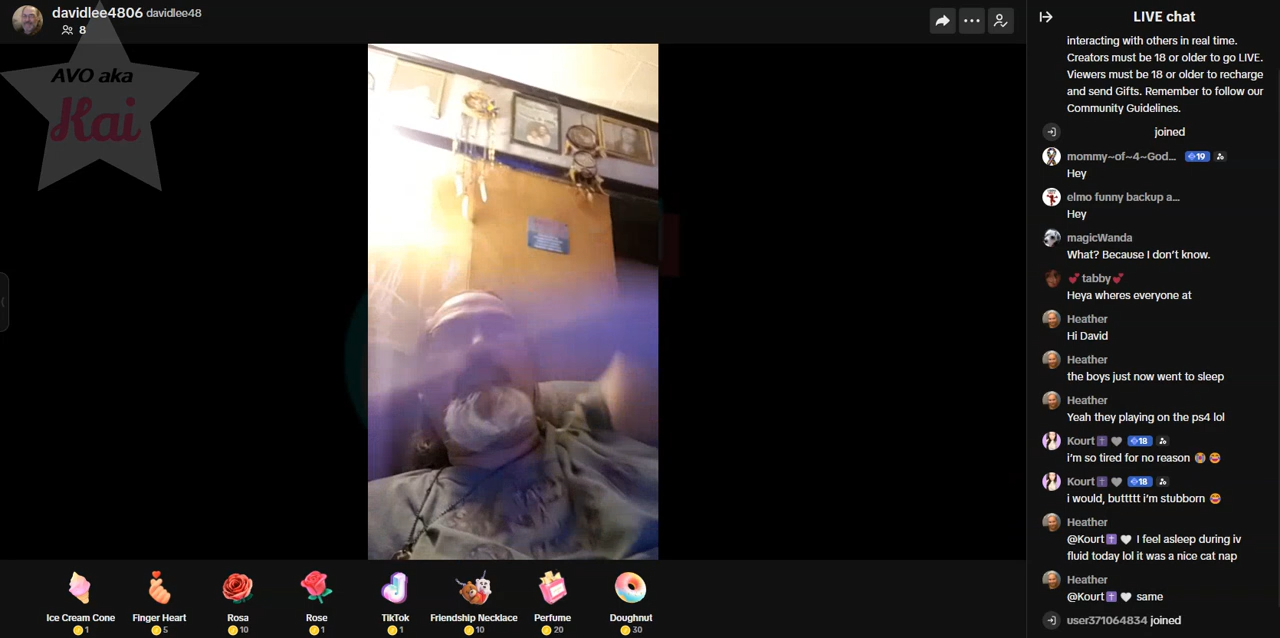 davidlee4806 davidlee48
8
AVO aka
Kai
LIVE chat
interacting with others in real time.
Creators must be 18 or older to go LIVE.
Viewers must be 18 or older to recharge
and send Gifts. Remember to follow our
Community Guidelines.
joined
mommy~of~4~God... 19
Hey
elmo funny backup a...
Hey
magicWanda
What? Because I don't know.
💕tabby💕
Heya wheres everyone at
Heather
Hi David
Heather
the boys just now went to sleep
Heather
Yeah they playing on the ps4 lol
Kourt✝️🤍 18
i'm so tired for no reason 😭😂
Kourt✝️🤍 18
i would, buttttt i'm stubborn 😂
Heather
@Kourt✝️🤍 I feel asleep during iv
fluid today lol it was a nice cat nap
Heather
@Kourt✝️🤍 same
user371064834 joined
Ice Cream Cone Finger Heart Rosa Rose TikTok Friendship Necklace Perfume Doughnut
1 5 10 1 1 10 20 30